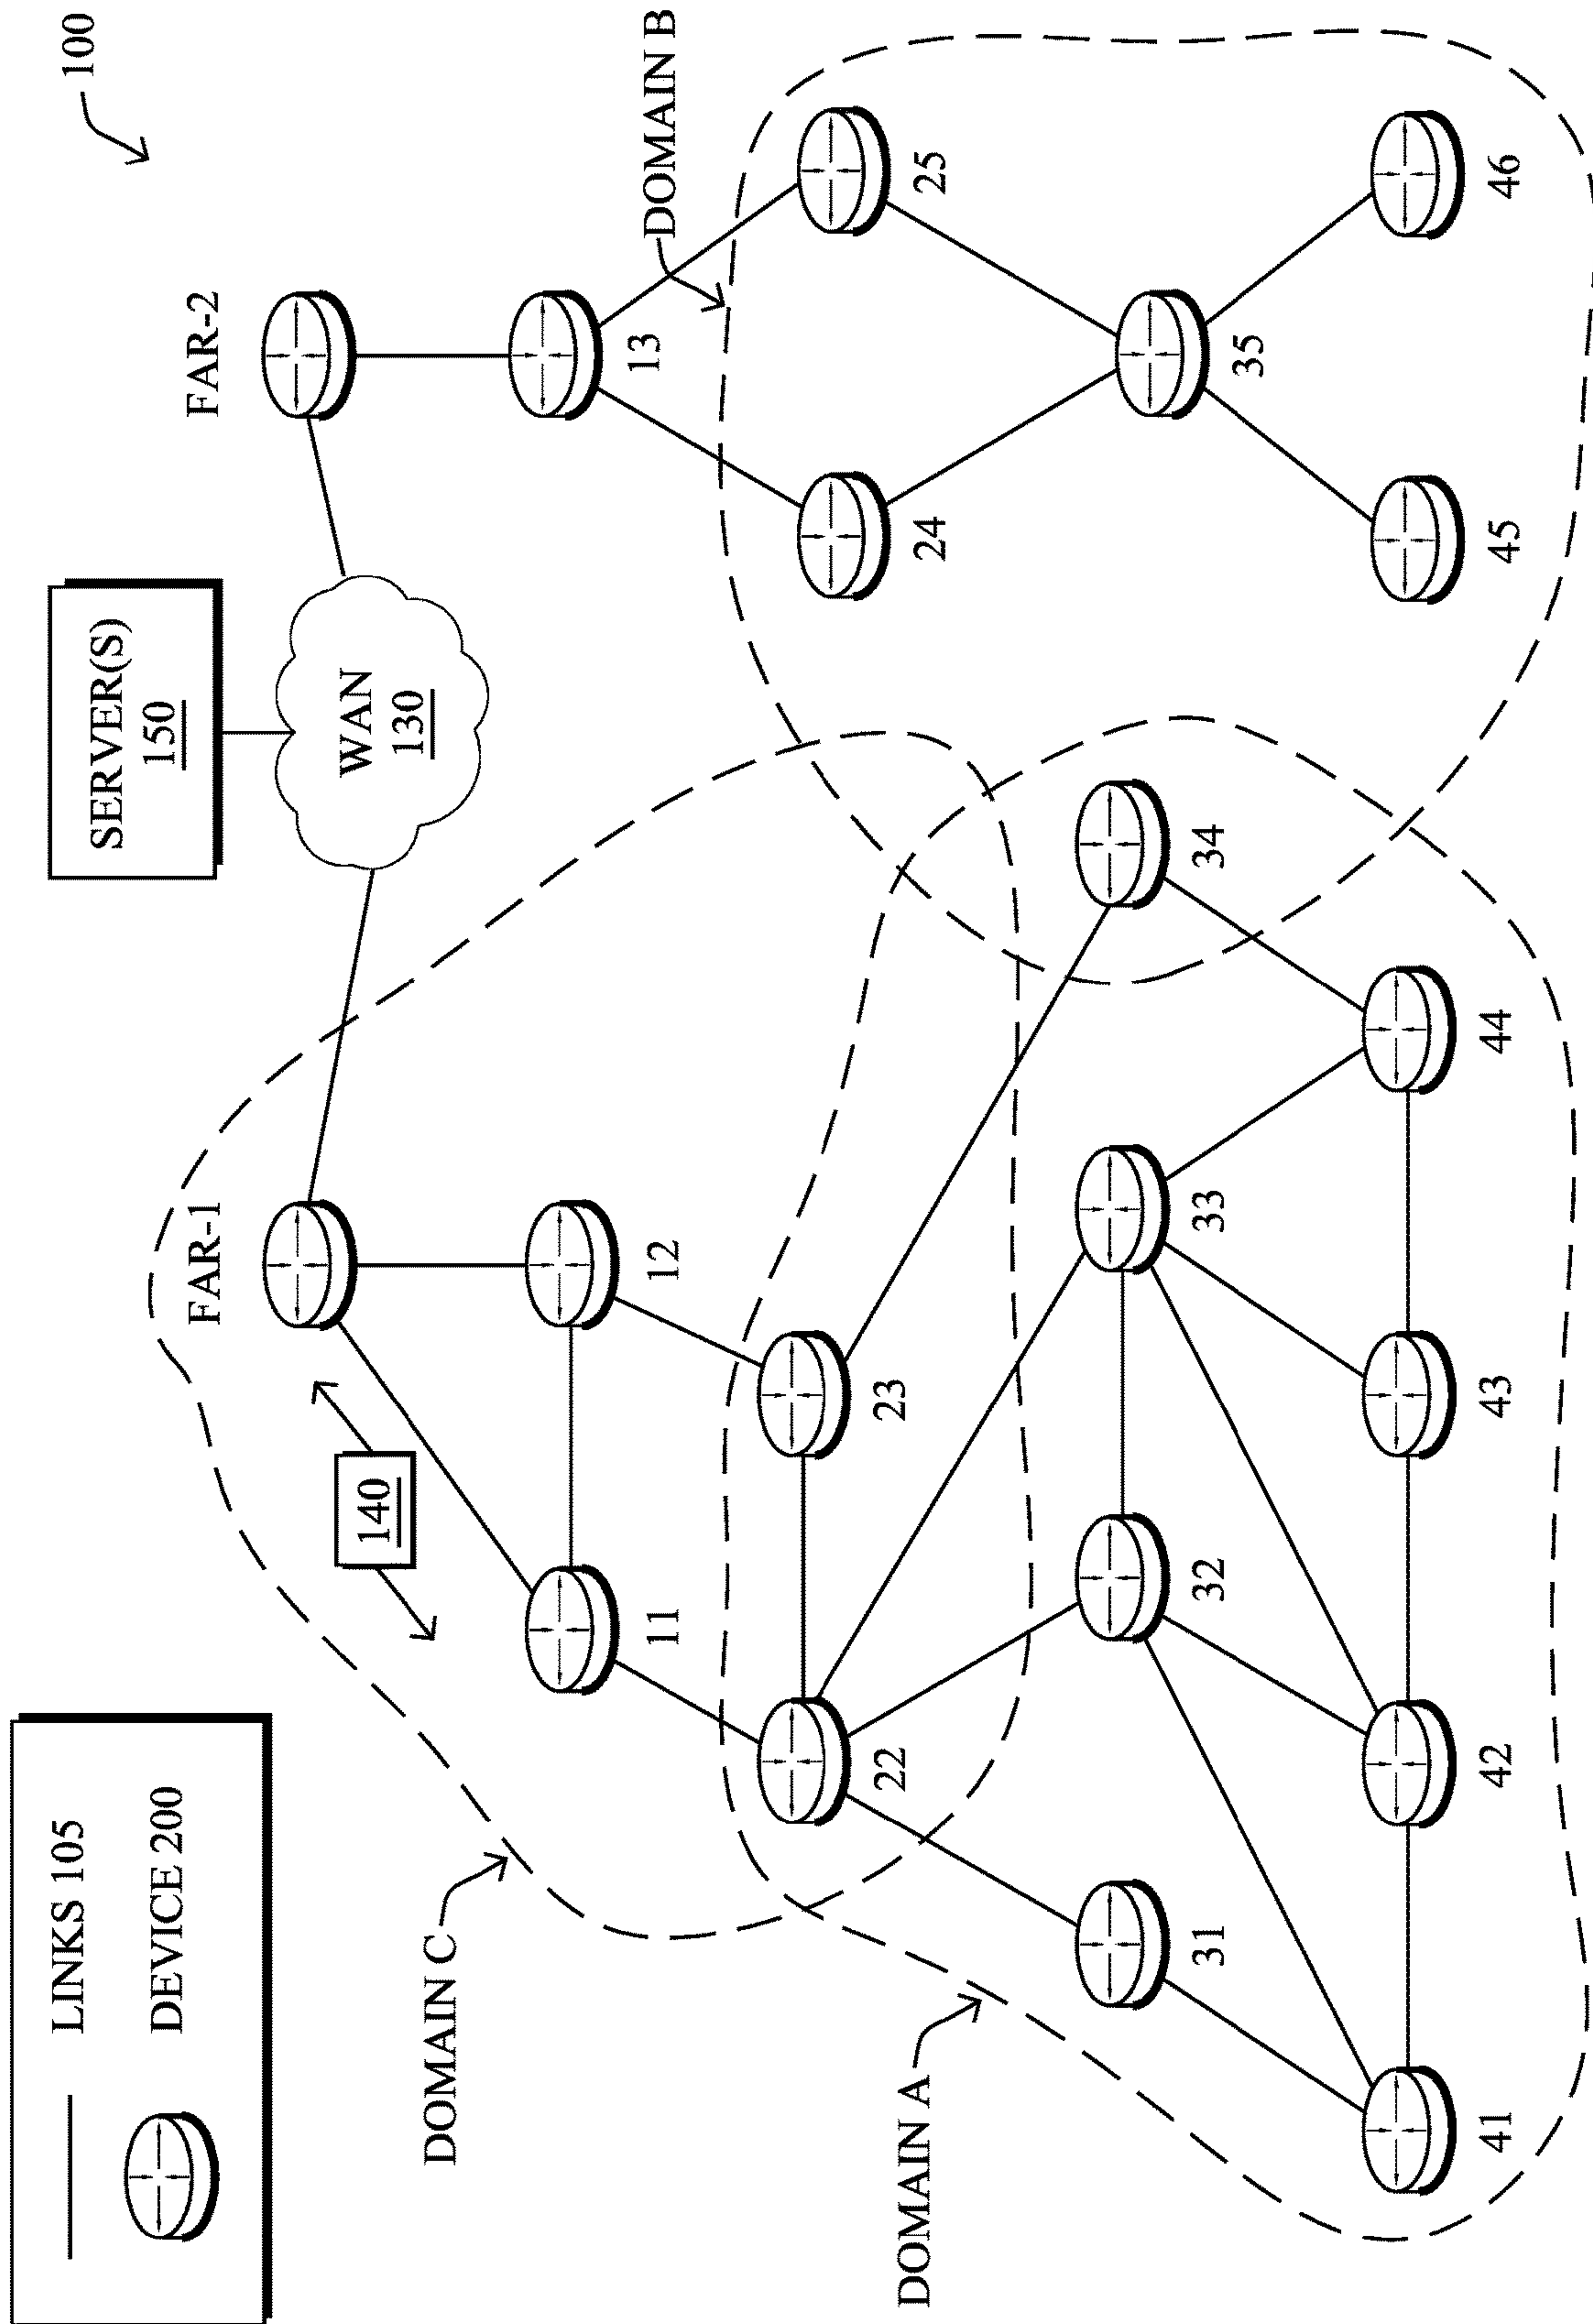 LINKS 105
DEVICE 200
100
SERVER(S)
150
WAN
130
FAR-1
FAR-2
140
DOMAIN C
DOMAIN B
11
12
13
22
23
24
25
DOMAIN A
31
32
33
34
35
41
42
43
44
45
46